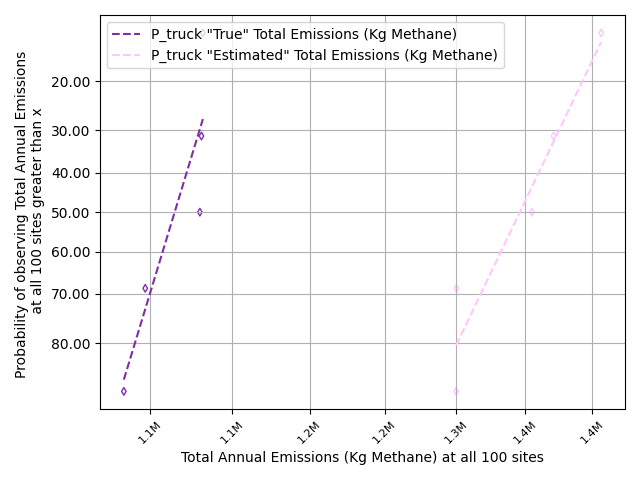 P_truck "True" Total Emissions (Kg Methane)
P_truck "Estimated" Total Emissions (Kg Methane)
Probability of observing Total Annual Emissions
at all 100 sites greater than x
20.00
30.00
40.00
50.00
60.00
70.00
80.00
1.1M
1.1M
1.2M
1.2M
1.3M
1.4M
1.4M
Total Annual Emissions (Kg Methane) at all 100 sites